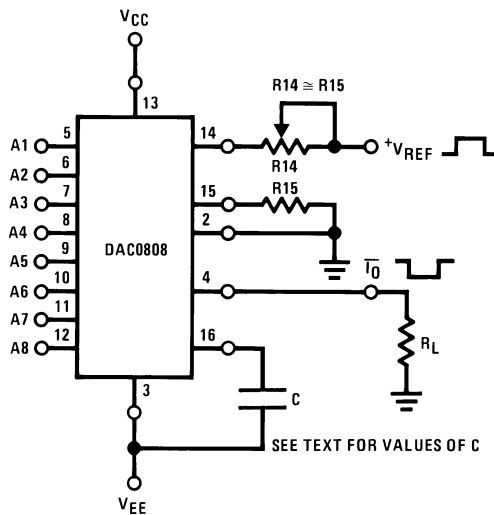 VCC
13
R14 ≅ R15
A1 5
14
R14
+VREF
A2 6
A3 7
15
R15
A4 8
2
DAC0808
A5 9
A6 10
4
I0
A7 11
A8 12
16
RL
C
3
SEE TEXT FOR VALUES OF C
VEE